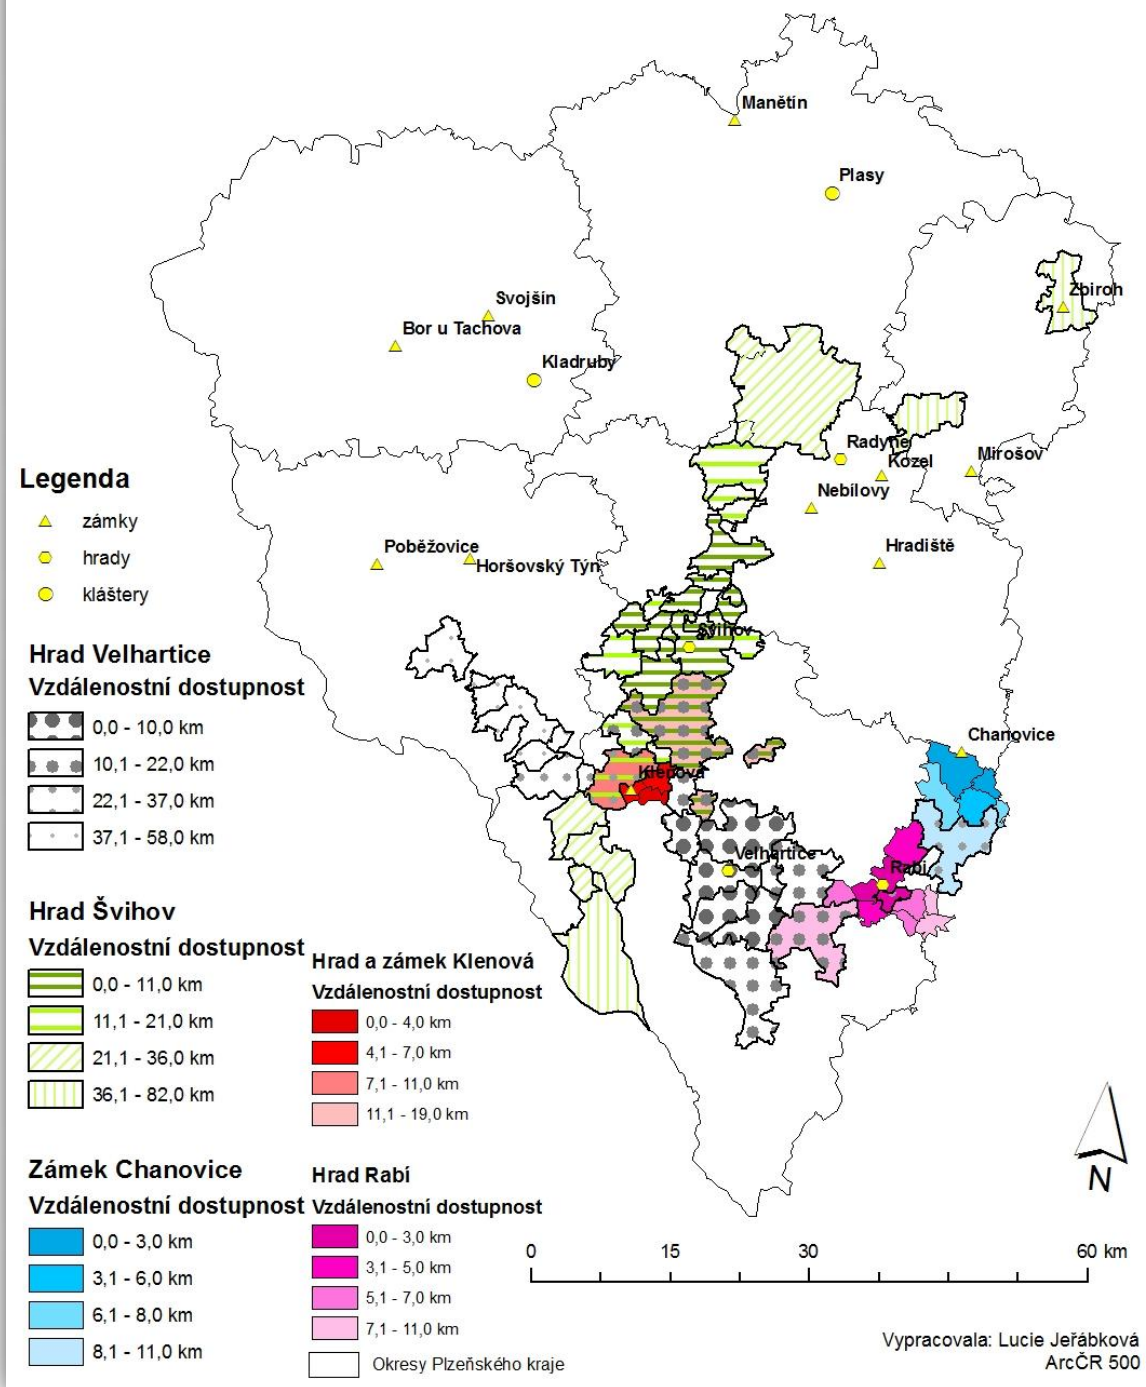 Manětín
Plasy
Zbiroh
Svojšín
Bor u Tachova
Kladruby
Radyně
Kozel
Mirošov
Nebílovy
Hradiště
Poběžovice
Horšovský Týn
Švihov
Chanovice
Klenová
Velhartice
Rabí
Legenda
zámky
hrady
kláštery
Hrad Velhartice
Vzdálenostní dostupnost
0,0 - 10,0 km
10,1 - 22,0 km
22,1 - 37,0 km
37,1 - 58,0 km
Hrad Švihov
Vzdálenostní dostupnost
0,0 - 11,0 km
11,1 - 21,0 km
21,1 - 36,0 km
36,1 - 82,0 km
Hrad a zámek Klenová
Vzdálenostní dostupnost
0,0 - 4,0 km
4,1 - 7,0 km
7,1 - 11,0 km
11,1 - 19,0 km
Zámek Chanovice
Vzdálenostní dostupnost
0,0 - 3,0 km
3,1 - 6,0 km
6,1 - 8,0 km
8,1 - 11,0 km
Hrad Rabí
Vzdálenostní dostupnost
0,0 - 3,0 km
3,1 - 5,0 km
5,1 - 7,0 km
7,1 - 11,0 km
Okresy Plzeňského kraje
N
0 15 30 60 km
Vypracovala: Lucie Jeřábková
ArcČR 500